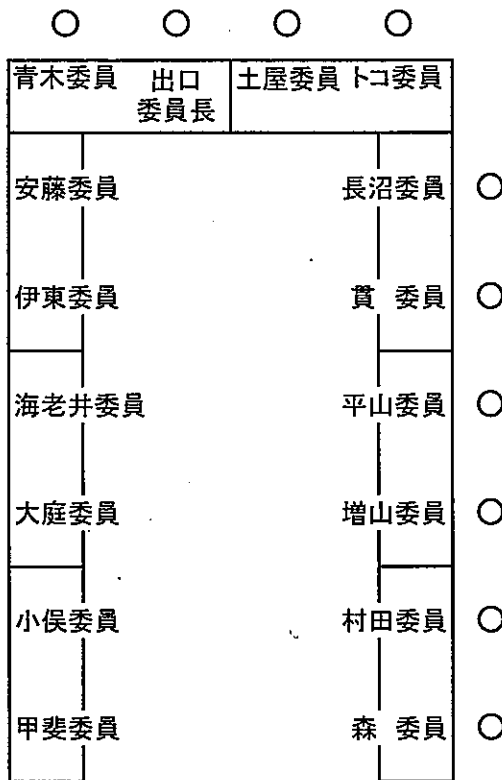 青木委員 出口委員長 土屋委員 トコ委員
安藤委員 長沼委員
伊東委員 貫 委員
海老井委員 平山委員
大庭委員 増山委員
小俣委員 村田委員
甲斐委員 森 委員